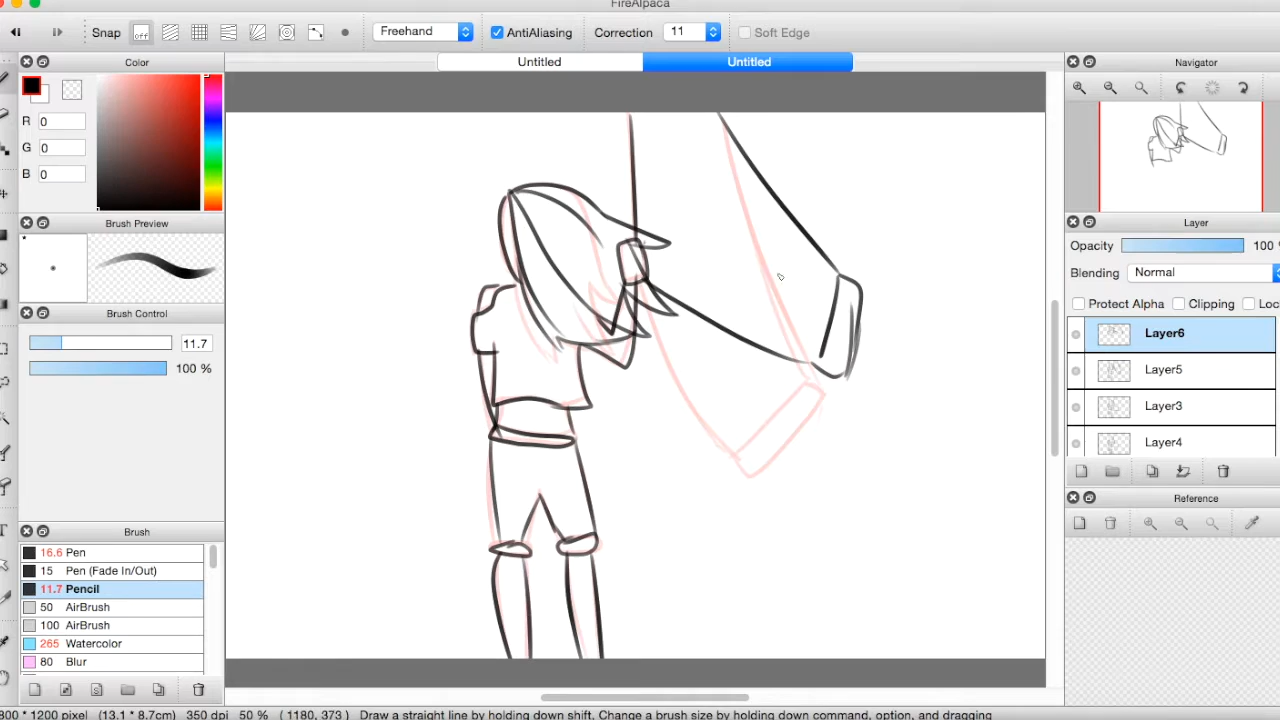 FireAlpaca
Snap off Freehand AntiAliasing Correction 11 Soft Edge
Untitled Untitled
Color
R 0
G 0
B 0
Brush Preview
Brush Control
11.7
100 %
Brush
16.6 Pen
15 Pen (Fade In/Out)
11.7 Pencil
50 AirBrush
100 AirBrush
265 Watercolor
80 Blur
Navigator
Layer
Opacity 100
Blending Normal
Protect Alpha Clipping Loc
Layer6
Layer5
Layer3
Layer4
Reference
800 * 1200 pixel (13.1 * 8.7cm) 350 dpi 50 % ( 1180, 373 ) Draw a straight line by holding down shift. Change a brush size by holding down command, option, and dragging